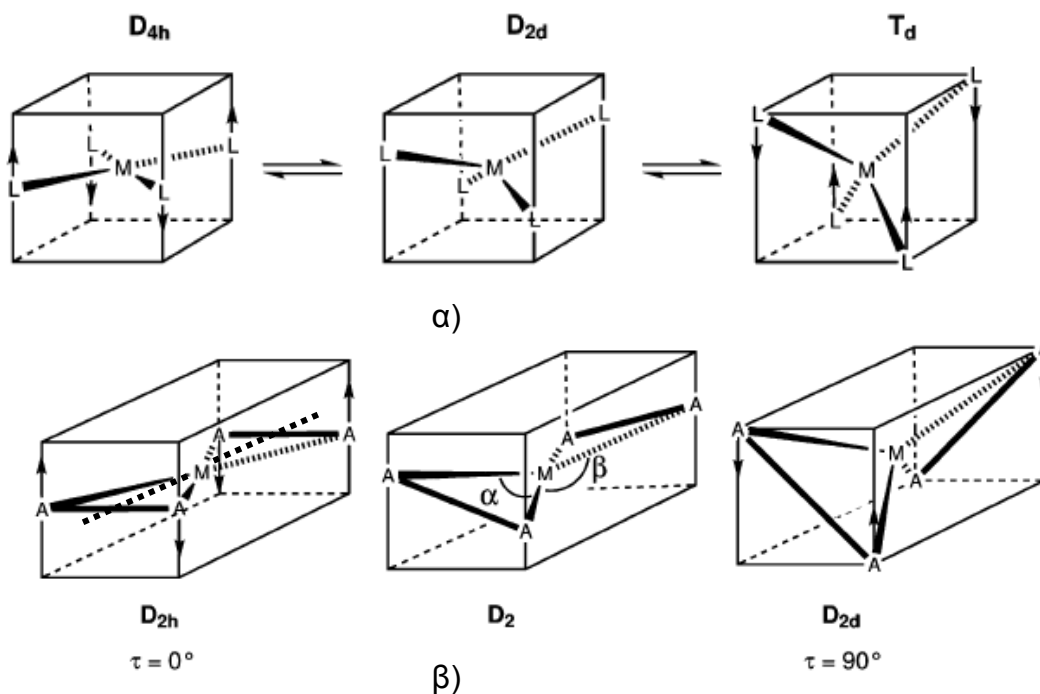 D4h D2d Td
L L L L M
L L L L M
L L L L M
α)
A A A A M
A A A A M α β
A A A M
D2h D2 D2d
τ = 0° τ = 90°
β)